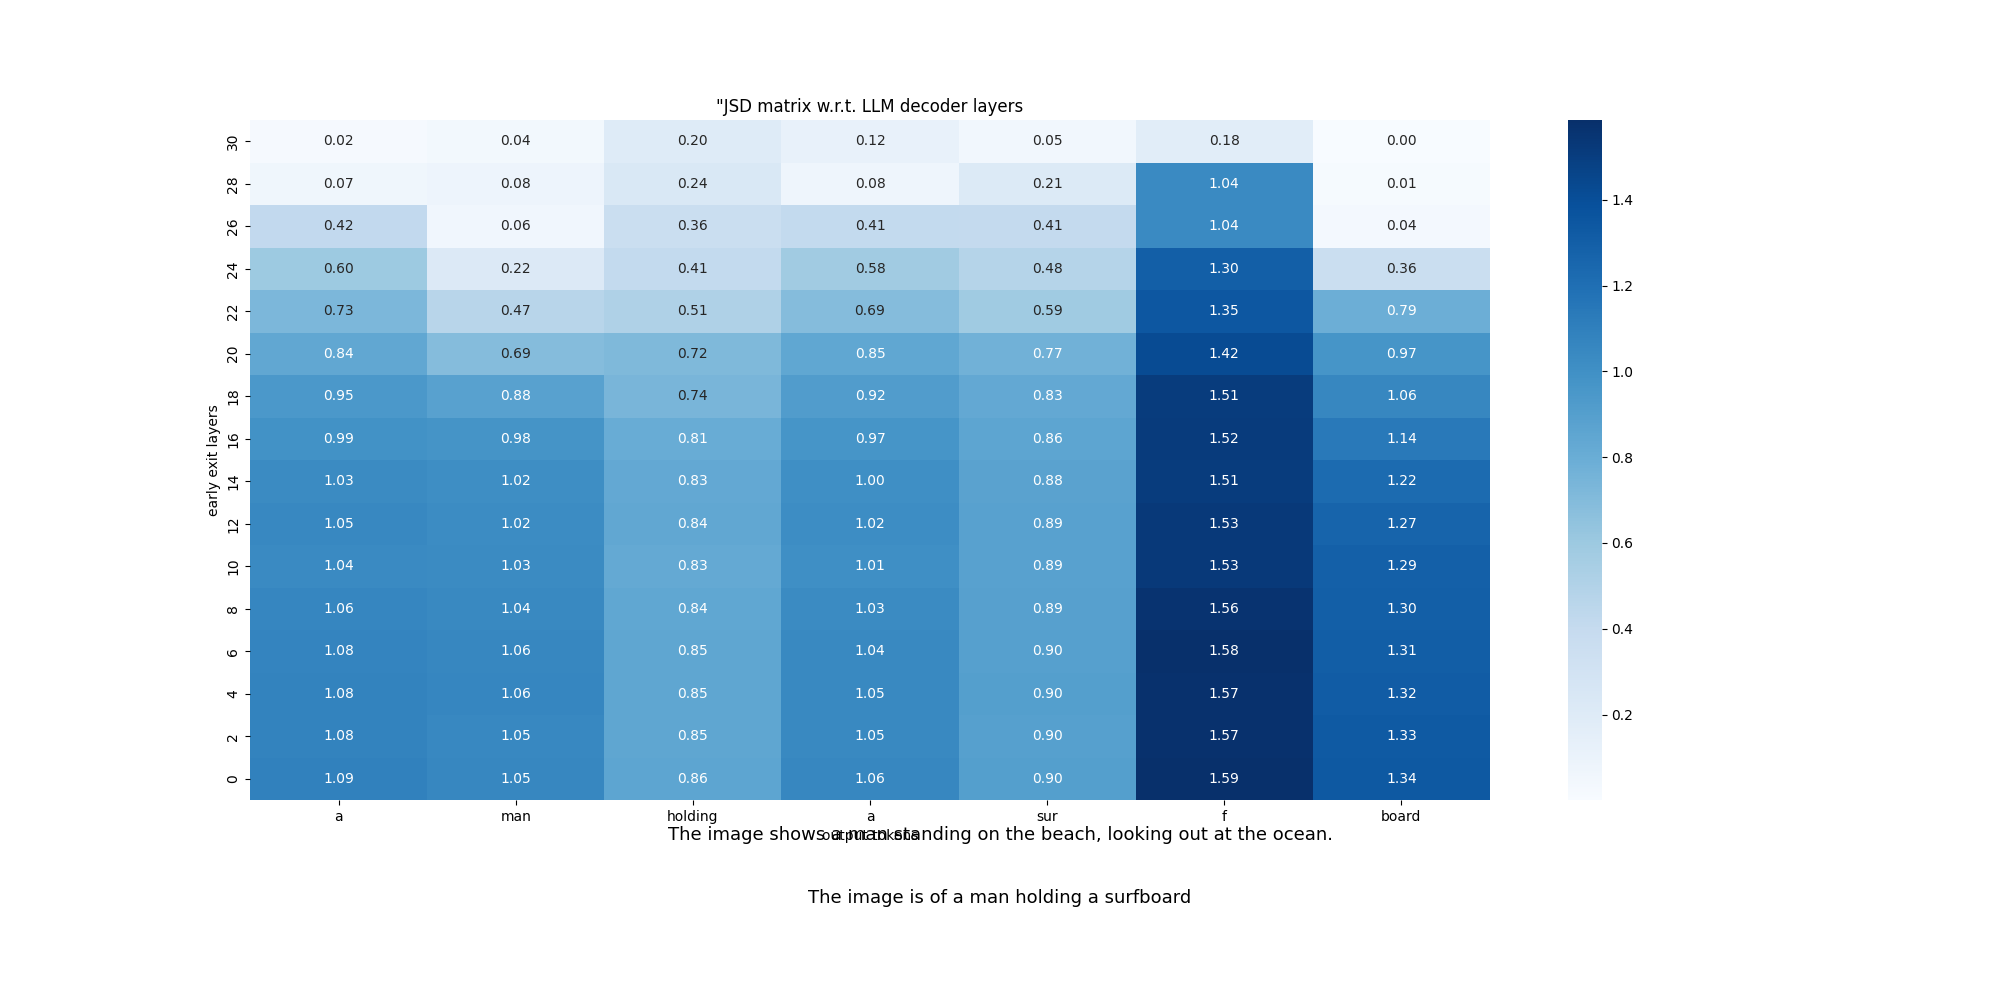 "JSD matrix w.r.t. LLM decoder layers
30 0.02 0.04 0.20 0.12 0.05 0.18 0.00
28 0.07 0.08 0.24 0.08 0.21 1.04 0.01
26 0.42 0.06 0.36 0.41 0.41 1.04 0.04
24 0.60 0.22 0.41 0.58 0.48 1.30 0.36
22 0.73 0.47 0.51 0.69 0.59 1.35 0.79
20 0.84 0.69 0.72 0.85 0.77 1.42 0.97
18 0.95 0.88 0.74 0.92 0.83 1.51 1.06
16 0.99 0.98 0.81 0.97 0.86 1.52 1.14
14 1.03 1.02 0.83 1.00 0.88 1.51 1.22
12 1.05 1.02 0.84 1.02 0.89 1.53 1.27
10 1.04 1.03 0.83 1.01 0.89 1.53 1.29
8 1.06 1.04 0.84 1.03 0.89 1.56 1.30
6 1.08 1.06 0.85 1.04 0.90 1.58 1.31
4 1.08 1.06 0.85 1.05 0.90 1.57 1.32
2 1.08 1.05 0.85 1.05 0.90 1.57 1.33
0 1.09 1.05 0.86 1.06 0.90 1.59 1.34
early exit layers
a man holding a sur f board
output tokens
The image shows a man standing on the beach, looking out at the ocean.
The image is of a man holding a surfboard
1.4
1.2
1.0
0.8
0.6
0.4
0.2